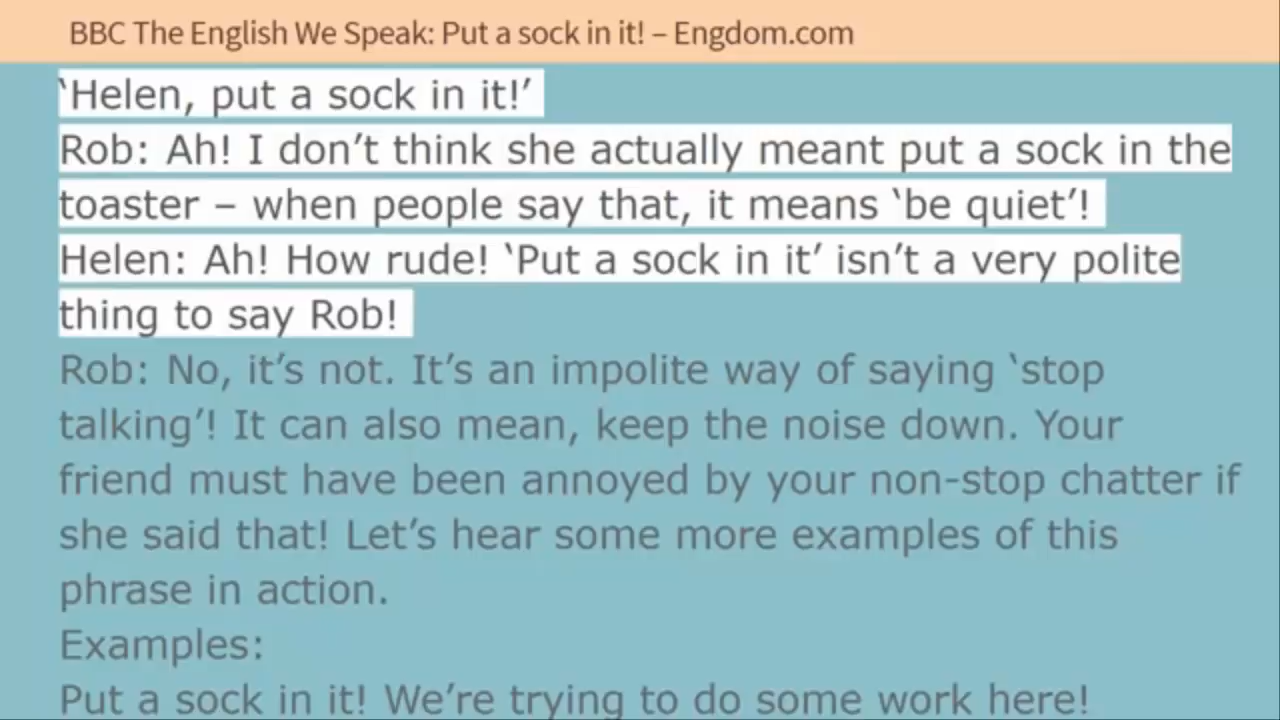 BBC The English We Speak: Put a sock in it! – Engdom.com
‘Helen, put a sock in it!’
Rob: Ah! I don’t think she actually meant put a sock in the
toaster – when people say that, it means ‘be quiet’!
Helen: Ah! How rude! ‘Put a sock in it’ isn’t a very polite
thing to say Rob!
Rob: No, it’s not. It’s an impolite way of saying ‘stop
talking’! It can also mean, keep the noise down. Your
friend must have been annoyed by your non-stop chatter if
she said that! Let’s hear some more examples of this
phrase in action.
Examples:
Put a sock in it! We’re trying to do some work here!